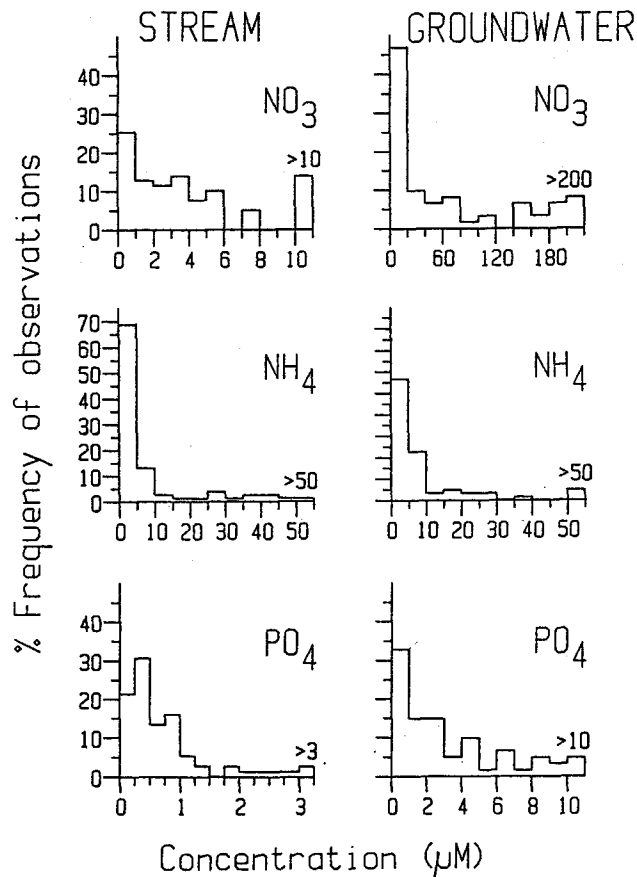 STREAM GROUNDWATER
% Frequency of observations
NO3
40
30
20
10
0
>10
0 2 4 6 8 10
NO3
>200
0 60 120 180
NH4
70
60
50
40
30
20
10
0
>50
0 10 20 30 40 50
NH4
>50
0 10 20 30 40 50
PO4
40
30
20
10
0
>3
0 1 2 3
PO4
>10
0 2 4 6 8 10
Concentration (µM)